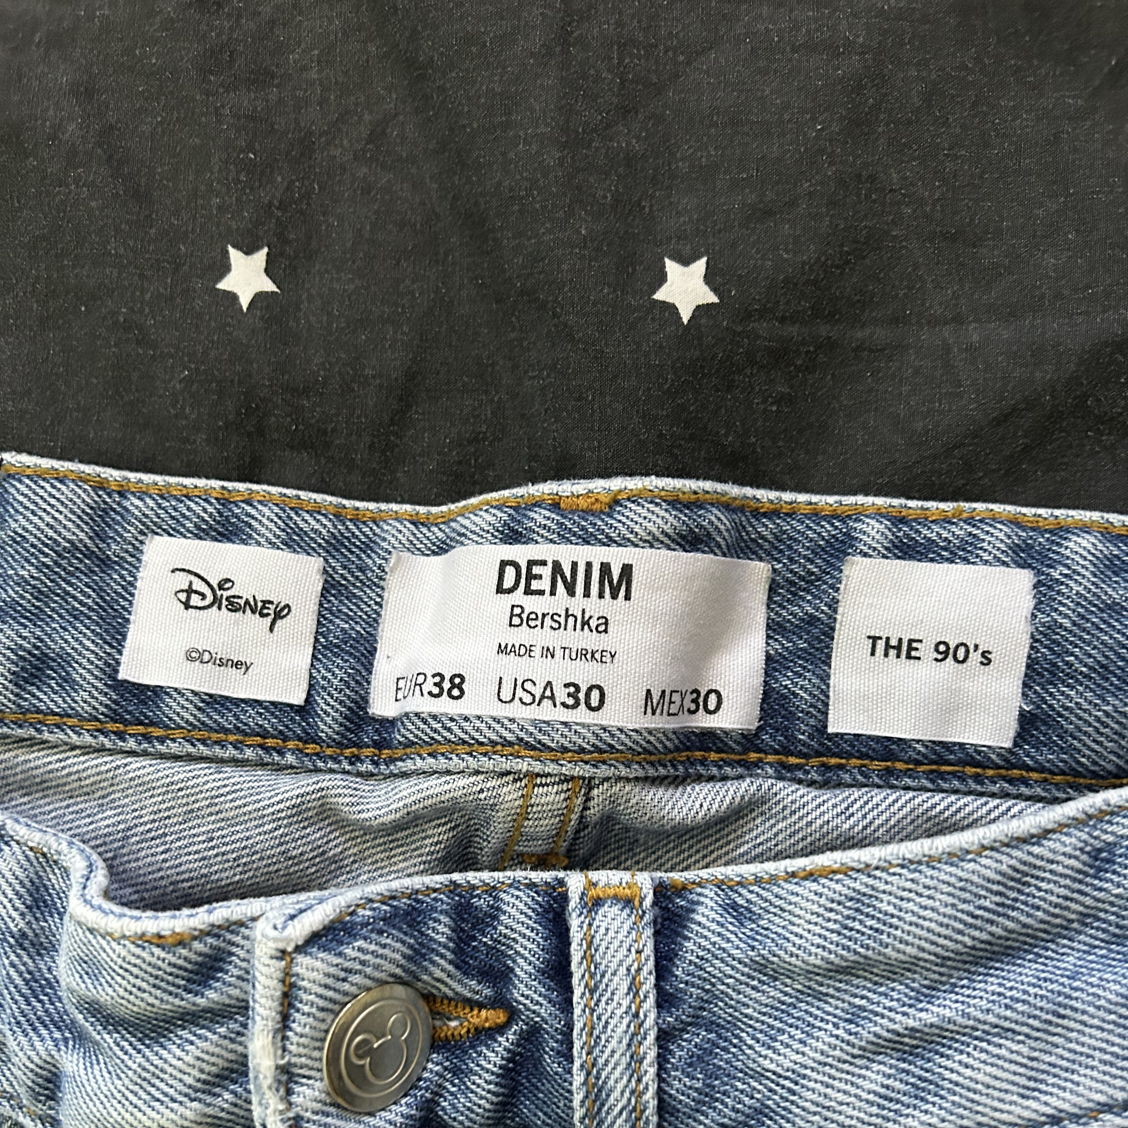 Disney
©Disney
DENIM
Bershka
MADE IN TURKEY
EUR38 USA30 MEX30
THE 90's